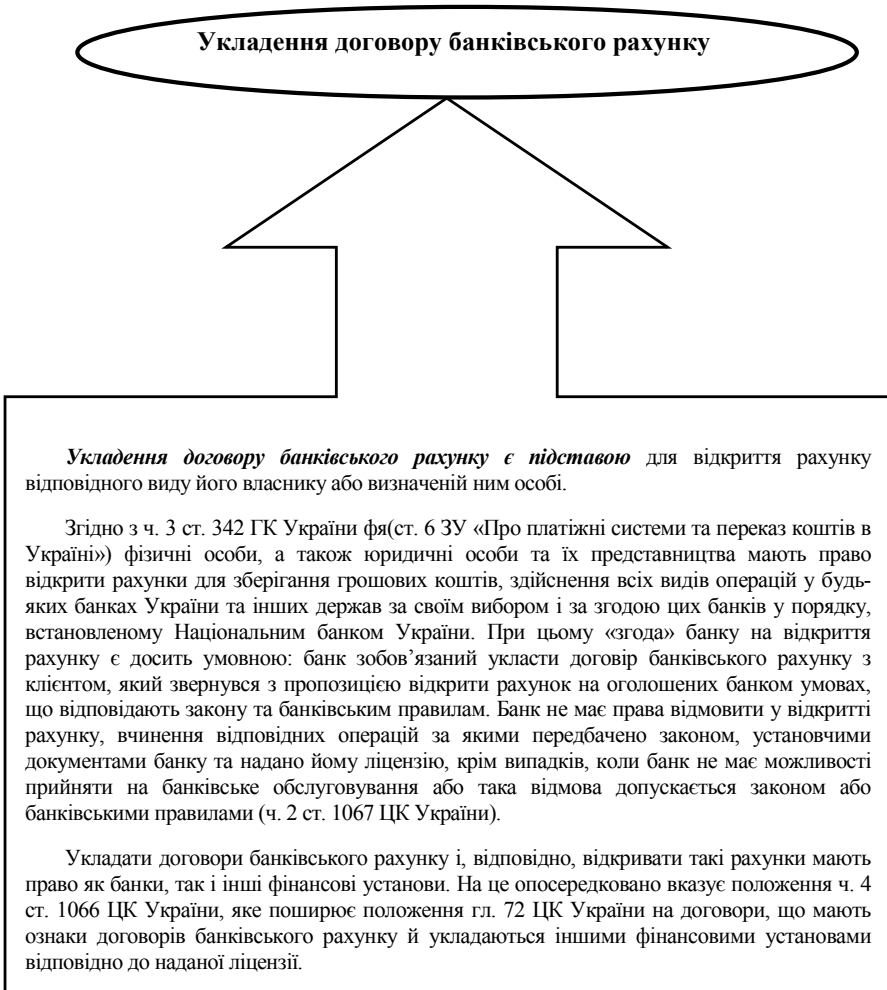 Укладення договору банківського рахунку
Укладення договору банківського рахунку є підставою для відкриття рахунку
відповідного виду його власнику або визначеній ним особі.
Згідно з ч. 3 ст. 342 ГК України фя(ст. 6 ЗУ «Про платіжні системи та переказ коштів в
Україні») фізичні особи, а також юридичні особи та їх представництва мають право
відкрити рахунки для зберігання грошових коштів, здійснення всіх видів операцій у будь-
яких банках України та інших держав за своїм вибором і за згодою цих банків у порядку,
встановленому Національним банком України. При цьому «згода» банку на відкриття
рахунку є досить умовною: банк зобов’язаний укласти договір банківського рахунку з
клієнтом, який звернувся з пропозицією відкрити рахунок на оголошених банком умовах,
що відповідають закону та банківським правилам. Банк не має права відмовити у відкритті
рахунку, вчинення відповідних операцій за якими передбачено законом, установчими
документами банку та надано йому ліцензію, крім випадків, коли банк не має можливості
прийняти на банківське обслуговування або така відмова допускається законом або
банківськими правилами (ч. 2 ст. 1067 ЦК України).
Укладати договори банківського рахунку і, відповідно, відкривати такі рахунки мають
право як банки, так і інші фінансові установи. На це опосередковано вказує положення ч. 4
ст. 1066 ЦК України, яке поширює положення гл. 72 ЦК України на договори, що мають
ознаки договорів банківського рахунку й укладаються іншими фінансовими установами
відповідно до наданої ліцензії.